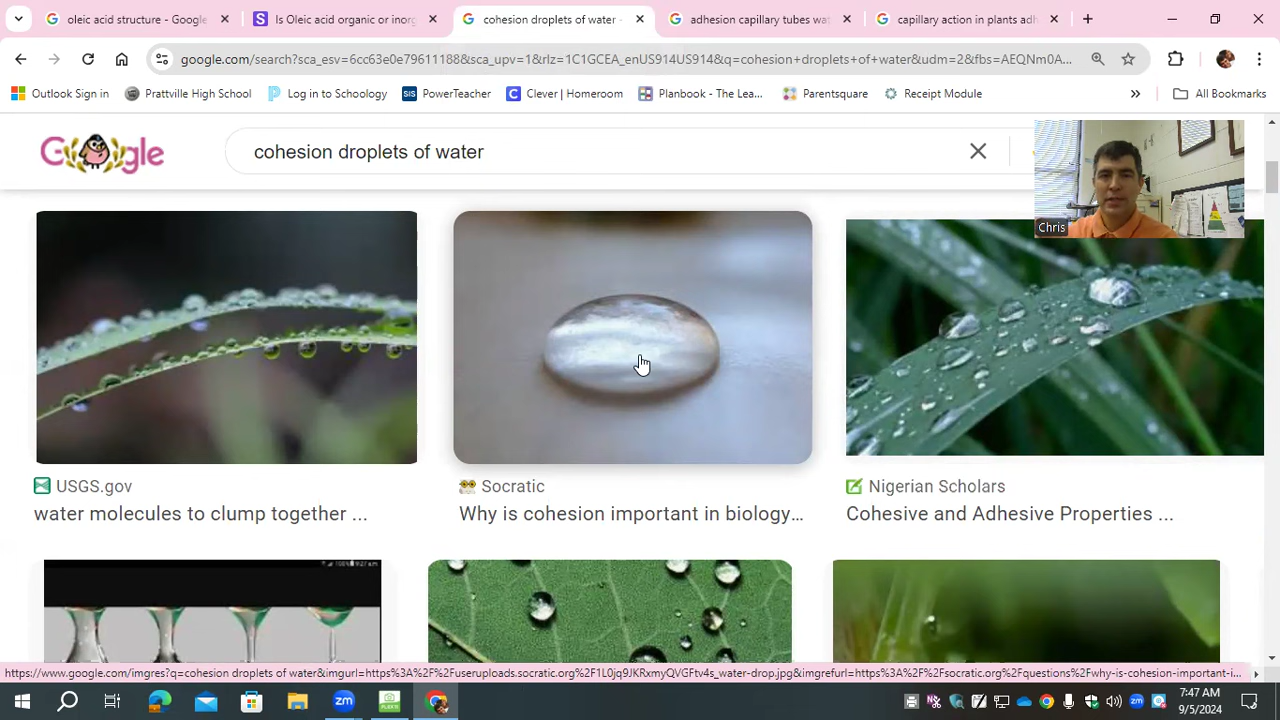 oleic acid structure - Google
Is Oleic acid organic or inorg
cohesion droplets of water -
adhesion capillary tubes wat
capillary action in plants adh
google.com/search?sca_esv=6cc63e0e79611188&sca_upv=1&rlz=1C1GCEA_enUS914US914&q=cohesion+droplets+of+water&udm=2&fbs=AEQNm0A...
Outlook Sign in
Prattville High School
Log in to Schoology
SIS PowerTeacher
Clever | Homeroom
Planbook - The Lea...
Parentsquare
Receipt Module
All Bookmarks
Google
cohesion droplets of water
Chris
USGS.gov
water molecules to clump together ...
Socratic
Why is cohesion important in biology...
Nigerian Scholars
Cohesive and Adhesive Properties ...
https://www.google.com/imgres?q=cohesion droplets of water&imgurl=https%3A%2F%2Fuseruploads.socratic.org%2F1L0jq9JKRxmyQVGFtv4s_water-drop.jpg&imgrefurl=https%3A%2F%2Fsocratic.org%2Fquestions%2Fwhy-is-cohesion-important-i...
7:47 AM
9/5/2024